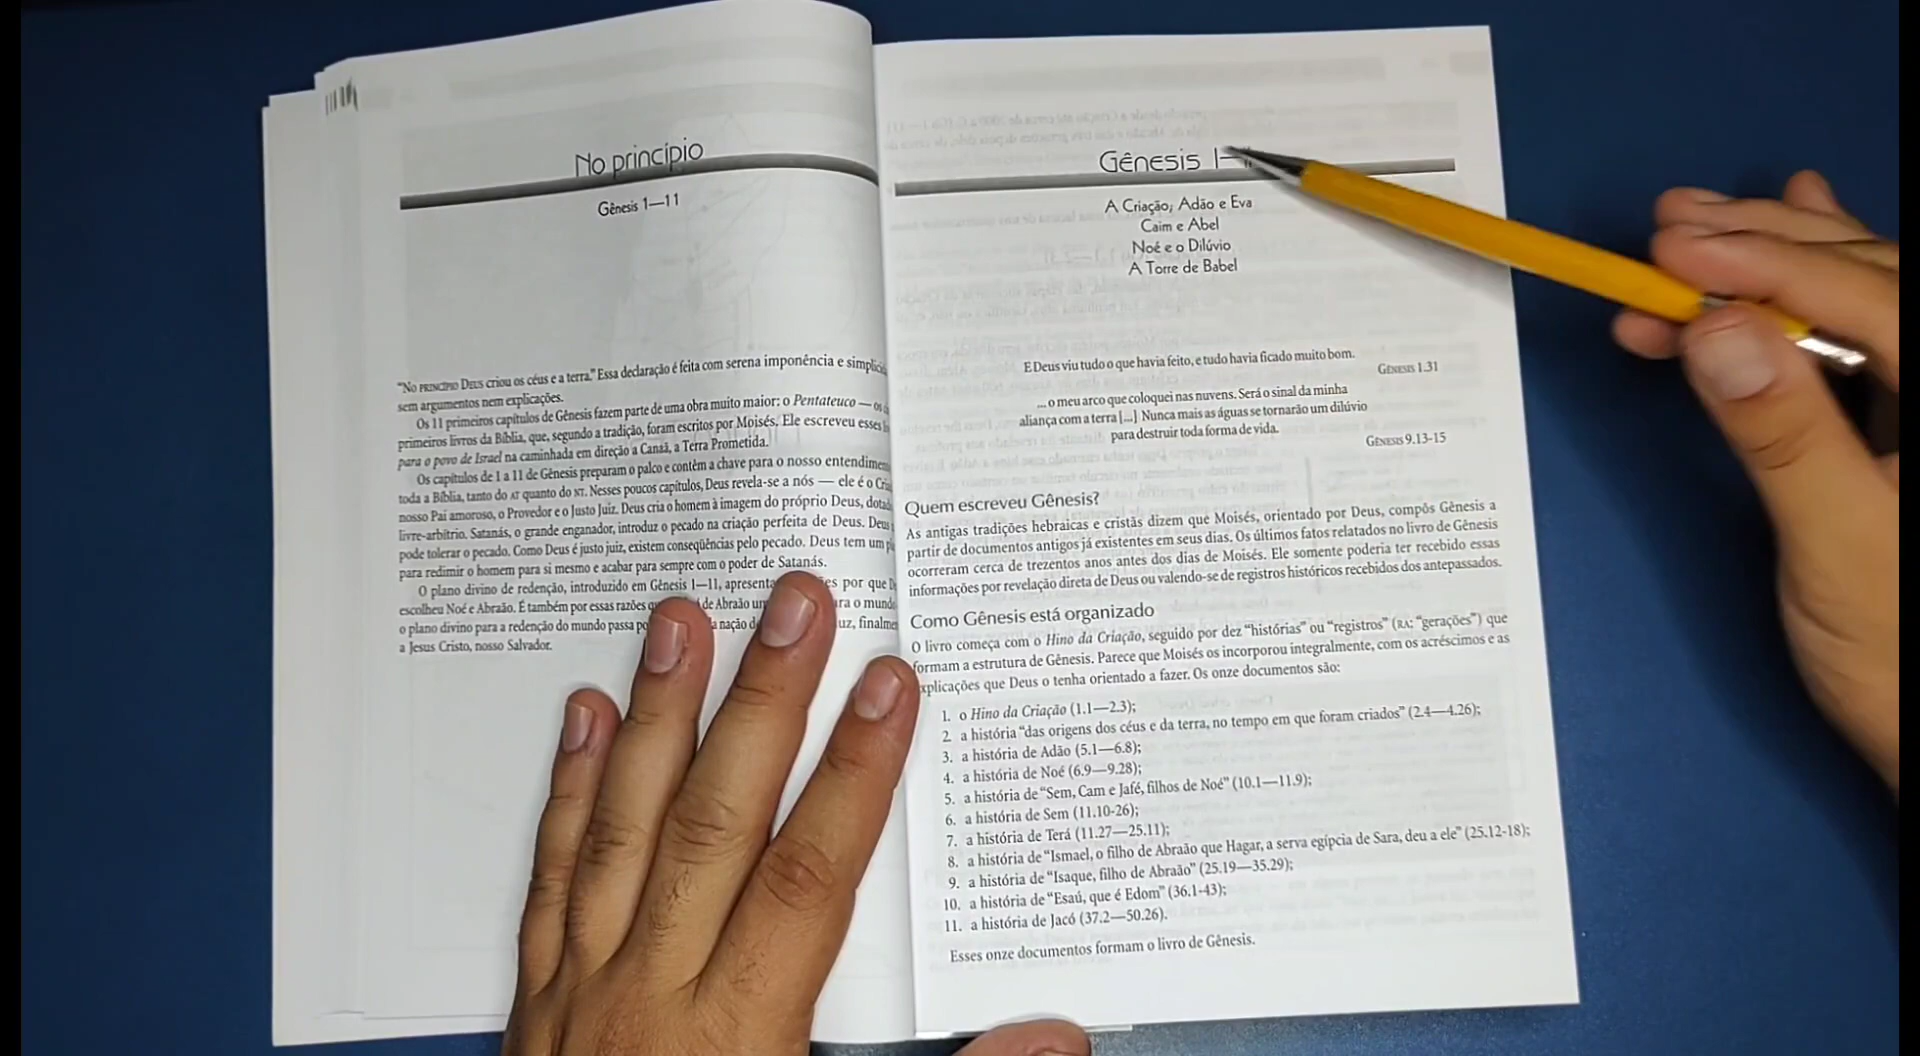 No princípio
Gênesis 1—11
"No princípio Deus criou os céus e a terra." Essa declaração é feita com serena imponência e
sem argumentos nem explicações.
Os 11 primeiros capítulos de Gênesis fazem parte de uma obra muito maior: o Pentateuco —
primeiros livros da Bíblia, que, segundo a tradição, foram escritos por Moisés. Ele escreveu esses
para o povo de Israel na caminhada em direção a Canaã, a Terra Prometida.
Os capítulos de 1 a 11 de Gênesis preparam o palco e contêm a chave para o nosso
toda a Bíblia, tanto do AT quanto do NT. Nesses poucos capítulos, Deus revela-se a nós — ele é o
nosso Pai amoroso, o Provedor e o Justo Juiz. Deus cria o homem à imagem do próprio Deus,
livre-arbítrio. Satanás, o grande enganador, introduz o pecado na criação perfeita de Deus. Deus
pode tolerar o pecado. Como Deus é justo juiz, existem conseqüências pelo pecado. Deus tem um
para redimir o homem para si mesmo e acabar para sempre com o poder de Satanás.
O plano divino de redenção, introduzido em Gênesis 1—11, por que
escolheu Noé e Abraão. É também por essas razões de Abraão o
o plano divino para a redenção do mundo passa nação
a Jesus Cristo, nosso Salvador.
Gênesis 1—
A Criação; Adão e Eva
Caim e Abel
Noé e o Dilúvio
A Torre de Babel
E Deus viu tudo o que havia feito, e tudo havia ficado muito bom.
Gênesis 1.31
... o meu arco que coloquei nas nuvens. Será o sinal da minha
aliança com a terra [...] Nunca mais as águas se tornarão um dilúvio
para destruir toda forma de vida.
Gênesis 9.13-15
Quem escreveu Gênesis?
As antigas tradições hebraicas e cristãs dizem que Moisés, orientado por Deus, compôs Gênesis a
partir de documentos antigos já existentes em seus dias. Os últimos fatos relatados no livro de Gênesis
ocorreram cerca de trezentos anos antes dos dias de Moisés. Ele somente poderia ter recebido essas
informações por revelação direta de Deus ou valendo-se de registros históricos recebidos dos antepassados.
Como Gênesis está organizado
O livro começa com o Hino da Criação, seguido por dez "histórias" ou "registros" (RA: "gerações") que
formam a estrutura de Gênesis. Parece que Moisés os incorporou integralmente, com os acréscimos e as
xplicações que Deus o tenha orientado a fazer. Os onze documentos são:
1. o Hino da Criação (1.1—2.3);
2. a história "das origens dos céus e da terra, no tempo em que foram criados" (2.4—4.26);
3. a história de Adão (5.1—6.8);
4. a história de Noé (6.9—9.28);
5. a história de "Sem, Cam e Jafé, filhos de Noé" (10.1—11.9);
6. a história de Sem (11.10-26);
7. a história de Terá (11.27—25.11);
8. a história de "Ismael, o filho de Abraão que Hagar, a serva egípcia de Sara, deu a ele" (25.12-18);
9. a história de "Isaque, filho de Abraão" (25.19—35.29);
10. a história de "Esaú, que é Edom" (36.1-43);
11. a história de Jacó (37.2—50.26).
Esses onze documentos formam o livro de Gênesis.